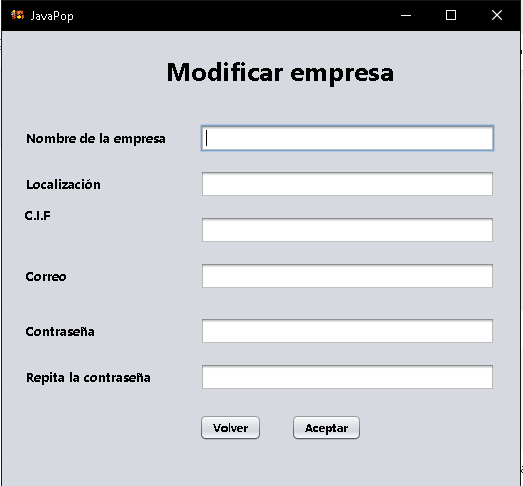 JavaPop
Modificar empresa
Nombre de la empresa
Localización
C.I.F
Correo
Contraseña
Repita la contraseña
Volver Aceptar